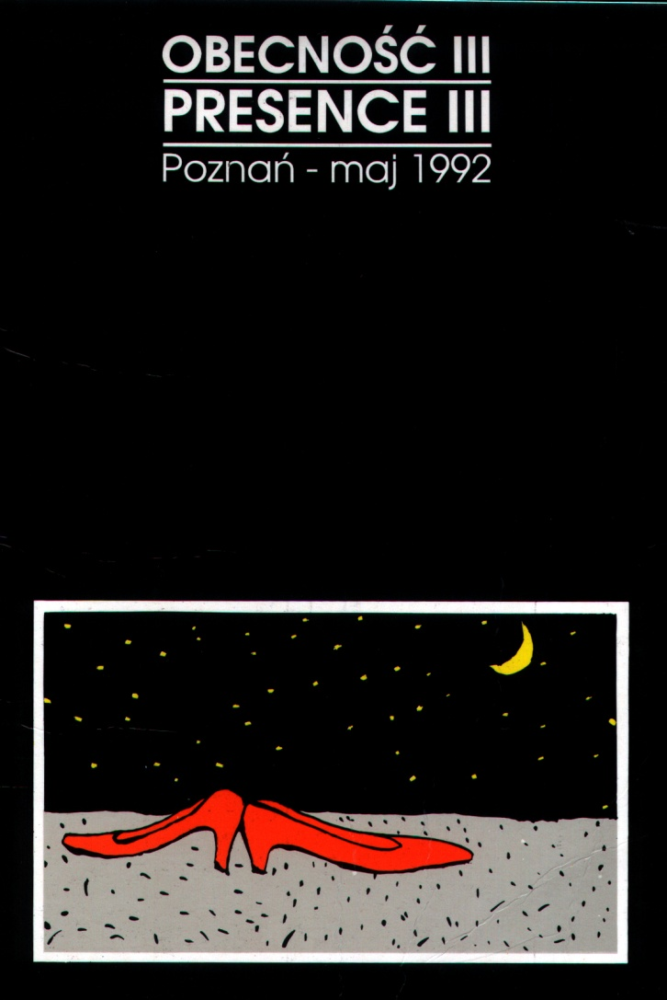 OBECNOŚĆ III
PRESENCE III
Poznań - maj 1992